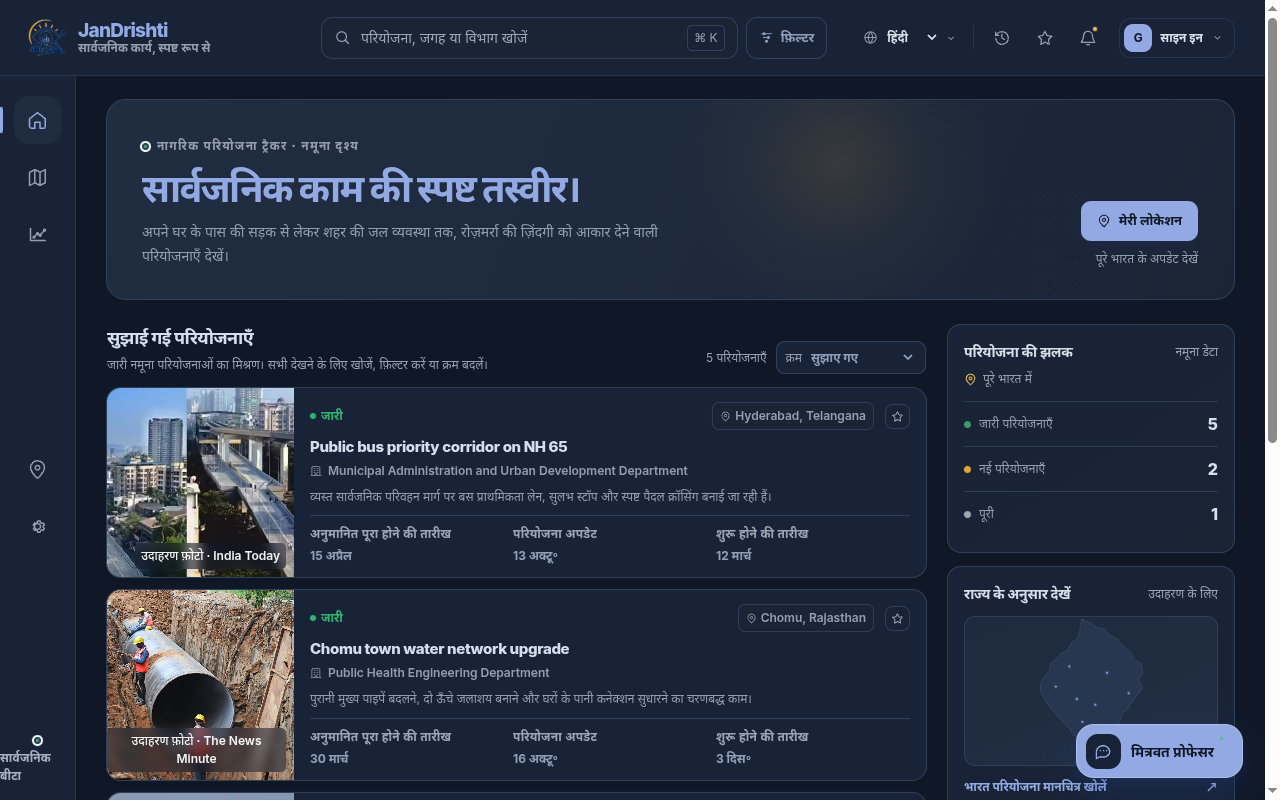 JanDrishti
सार्वजनिक कार्य, स्पष्ट रूप से
परियोजना, जगह या विभाग खोजें
⌘ K
फ़िल्टर
हिंदी
G साइन इन
नागरिक परियोजना ट्रैकर · नमूना दृश्य
सार्वजनिक काम की स्पष्ट तस्वीर।
अपने घर के पास की सड़क से लेकर शहर की जल व्यवस्था तक, रोज़मर्रा की ज़िंदगी को आकार देने वाली
परियोजनाएँ देखें।
मेरी लोकेशन
पूरे भारत के अपडेट देखें
सुझाई गई परियोजनाएँ
जारी नमूना परियोजनाओं का मिश्रण। सभी देखने के लिए खोजें, फ़िल्टर करें या क्रम बदलें।
5 परियोजनाएँ
क्रम सुझाए गए
जारी
Hyderabad, Telangana
Public bus priority corridor on NH 65
Municipal Administration and Urban Development Department
व्यस्त सार्वजनिक परिवहन मार्ग पर बस प्राथमिकता लेन, सुलभ स्टॉप और स्पष्ट पैदल क्रॉसिंग बनाई जा रही हैं।
अनुमानित पूरा होने की तारीख परियोजना अपडेट शुरू होने की तारीख
15 अप्रैल 13 अक्टू॰ 12 मार्च
उदाहरण फ़ोटो · India Today
जारी
Chomu, Rajasthan
Chomu town water network upgrade
Public Health Engineering Department
पुरानी मुख्य पाइपें बदलने, दो ऊँचे जलाशय बनाने और घरों के पानी कनेक्शन सुधारने का चरणबद्ध काम।
अनुमानित पूरा होने की तारीख परियोजना अपडेट शुरू होने की तारीख
30 मार्च 16 अक्टू॰ 3 दिस॰
उदाहरण फ़ोटो · The News
Minute
परियोजना की झलक
नमूना डेटा
पूरे भारत में
जारी परियोजनाएँ 5
नई परियोजनाएँ 2
पूरी 1
राज्य के अनुसार देखें
उदाहरण के लिए
मित्रवत प्रोफेसर
भारत परियोजना मानचित्र खोलें ↗
सार्वजनिक
बीटा